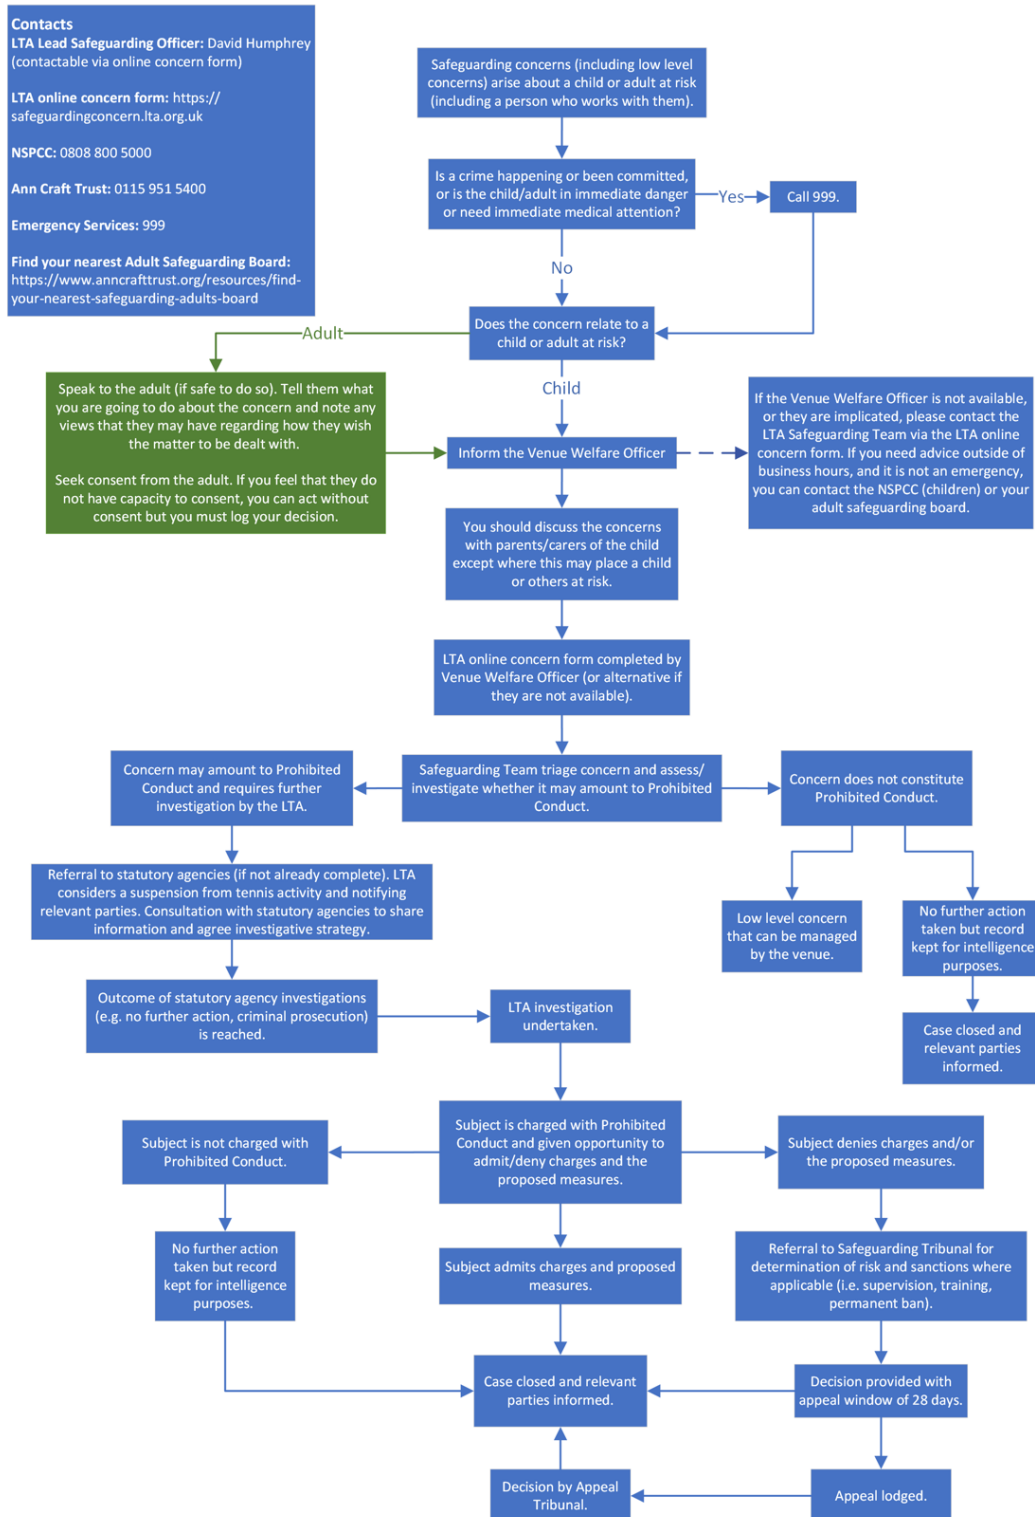 Contacts
LTA Lead Safeguarding Officer: David Humphrey
(contactable via online concern form)
LTA online concern form: https://
safeguardingconcern.lta.org.uk
NSPCC: 0808 800 5000
Ann Craft Trust: 0115 951 5400
Emergency Services: 999
Find your nearest Adult Safeguarding Board:
https://www.anncrafttrust.org/resources/find-
your-nearest-safeguarding-adults-board
Safeguarding concerns (including low level
concerns) arise about a child or adult at risk
(including a person who works with them).
Is a crime happening or been committed,
or is the child/adult in immediate danger
or need immediate medical attention?
Yes
Call 999.
No
Does the concern relate to a
child or adult at risk?
Adult
Child
Speak to the adult (if safe to do so). Tell them what
you are going to do about the concern and note any
views that they may have regarding how they wish
the matter to be dealt with.
Seek consent from the adult. If you feel that they do
not have capacity to consent, you can act without
consent but you must log your decision.
Inform the Venue Welfare Officer
If the Venue Welfare Officer is not available,
or they are implicated, please contact the
LTA Safeguarding Team via the LTA online
concern form. If you need advice outside of
business hours, and it is not an emergency,
you can contact the NSPCC (children) or your
adult safeguarding board.
You should discuss the concerns
with parents/carers of the child
except where this may place a child
or others at risk.
LTA online concern form completed by
Venue Welfare Officer (or alternative if
they are not available).
Concern may amount to Prohibited
Conduct and requires further
investigation by the LTA.
Safeguarding Team triage concern and assess/
investigate whether it may amount to Prohibited
Conduct.
Concern does not constitute
Prohibited Conduct.
Referral to statutory agencies (if not already complete). LTA
considers a suspension from tennis activity and notifying
relevant parties. Consultation with statutory agencies to share
information and agree investigative strategy.
Low level concern
that can be managed
by the venue.
No further action
taken but record
kept for intelligence
purposes.
Outcome of statutory agency investigations
(e.g. no further action, criminal prosecution)
is reached.
LTA investigation
undertaken.
Case closed and
relevant parties
informed.
Subject is not charged with
Prohibited Conduct.
Subject is charged with Prohibited
Conduct and given opportunity to
admit/deny charges and the
proposed measures.
Subject denies charges and/or
the proposed measures.
No further action
taken but record
kept for intelligence
purposes.
Subject admits charges and proposed
measures.
Referral to Safeguarding Tribunal for
determination of risk and sanctions where
applicable (i.e. supervision, training,
permanent ban).
Case closed and relevant
parties informed.
Decision provided with
appeal window of 28 days.
Decision by Appeal
Tribunal.
Appeal lodged.